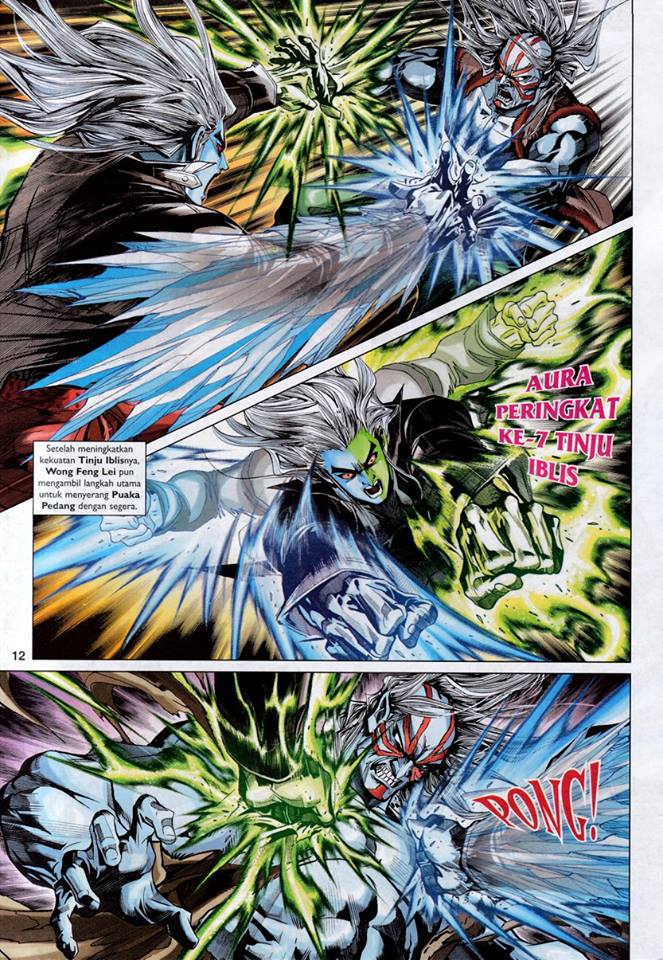 AURA
PERINGKAT
KE-7 TINJU
IBLIS
Setelah meningkatkan
kekuatan Tinju Iblisnya,
Wong Feng Lei pun
mengambil langkah utama
untuk menyerang Puaka
Pedang dengan segera.
12
PONG!